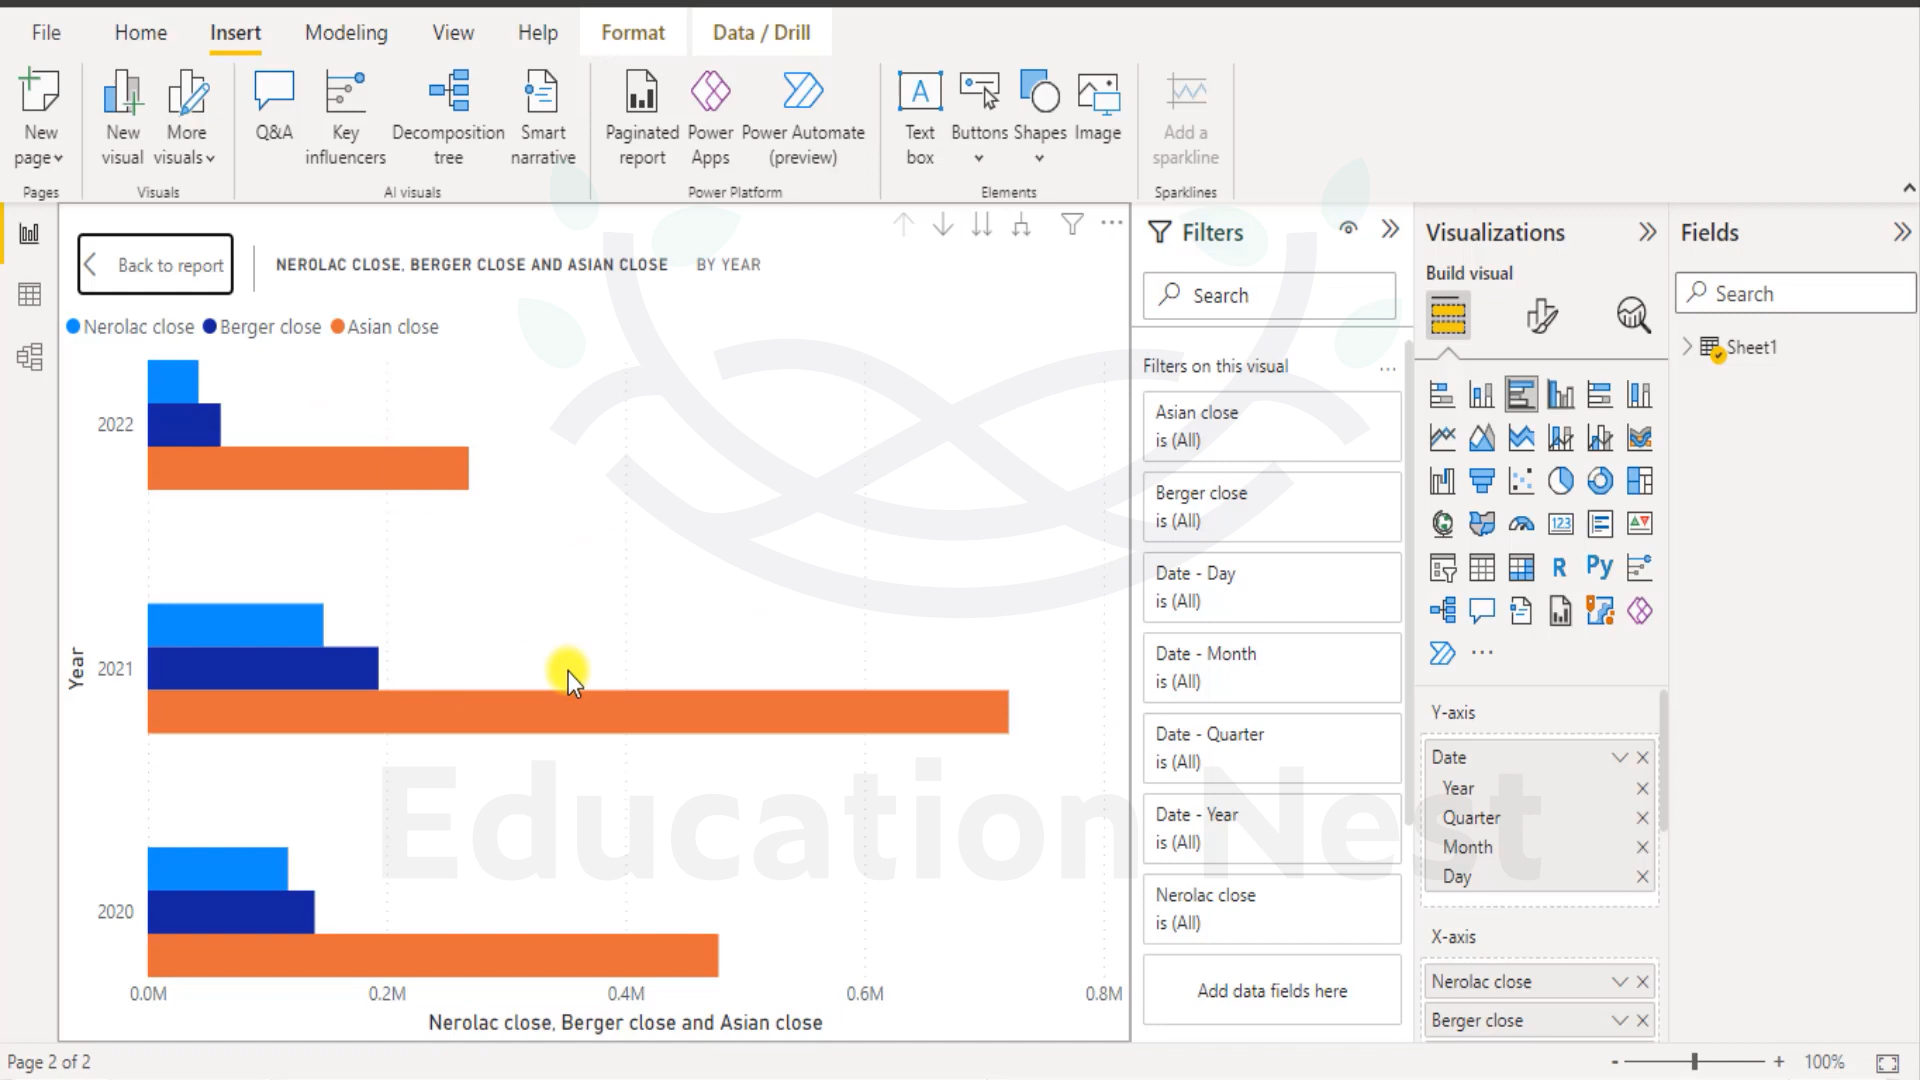 File Home Insert Modeling View Help Format Data / Drill
New page
New visual
More visuals
Q&A
Key influencers
Decomposition tree
Smart narrative
Paginated report
Power Apps
Power Automate (preview)
A
Text box
Buttons
Shapes
Image
Add a sparkline
Pages
Visuals
AI visuals
Power Platform
Elements
Sparklines
Back to report
NEROLAC CLOSE, BERGER CLOSE AND ASIAN CLOSE BY YEAR
Nerolac close Berger close Asian close
2022
2021
2020
Year
0.0M 0.2M 0.4M 0.6M 0.8M
Nerolac close, Berger close and Asian close
Filters
Search
Filters on this visual
Asian close
is (All)
Berger close
is (All)
Date - Day
is (All)
Date - Month
is (All)
Date - Quarter
is (All)
Date - Year
is (All)
Nerolac close
is (All)
Add data fields here
Visualizations
Build visual
123
R Py
Y-axis
Date
Year
Quarter
Month
Day
X-axis
Nerolac close
Berger close
Fields
Search
Sheet1
Education Nest
Page 2 of 2
- + 100%